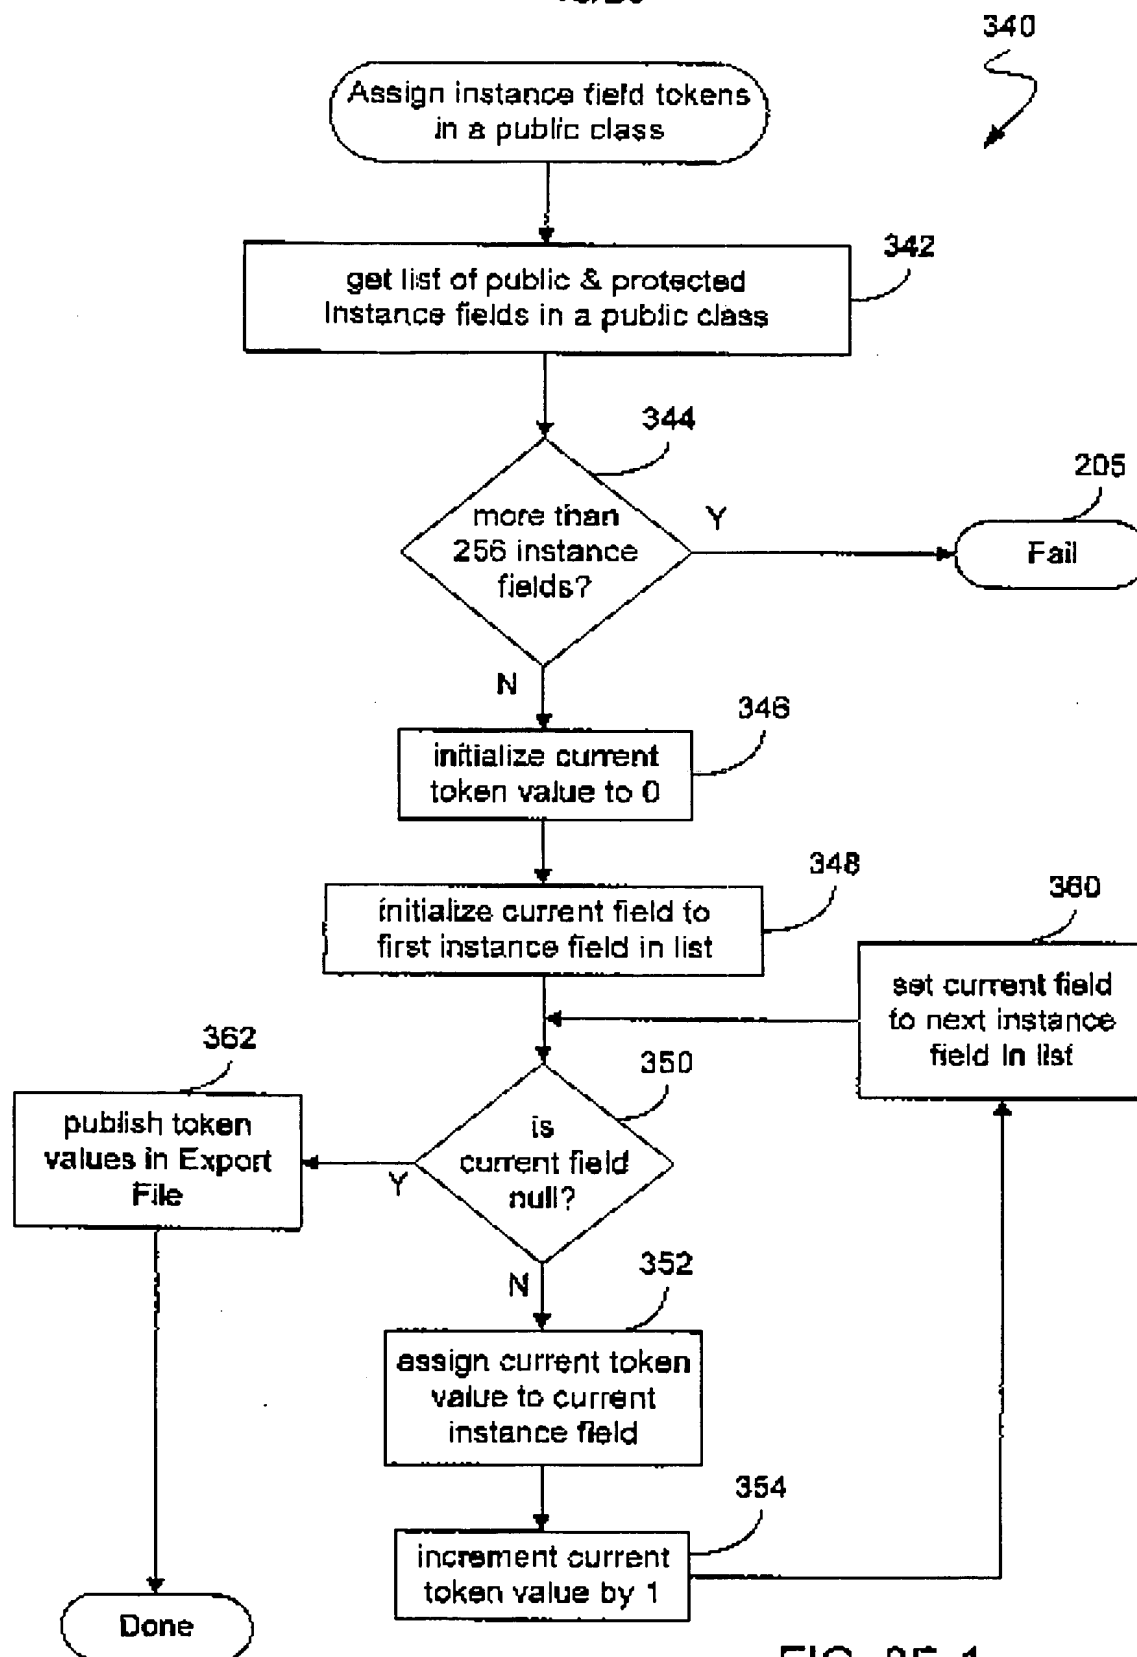 340
Assign instance field tokens
in a public class
342
get list of public & protected
Instance fields in a public class
344
more than
256 instance
fields?
Y
205
Fail
N
346
initialize current
token value to 0
348
initialize current field to
first instance field in list
360
set current field
to next instance
field in list
362
publish token
values in Export
File
350
is
current field
null?
Y
N
352
assign current token
value to current
instance field
354
increment current
token value by 1
Done